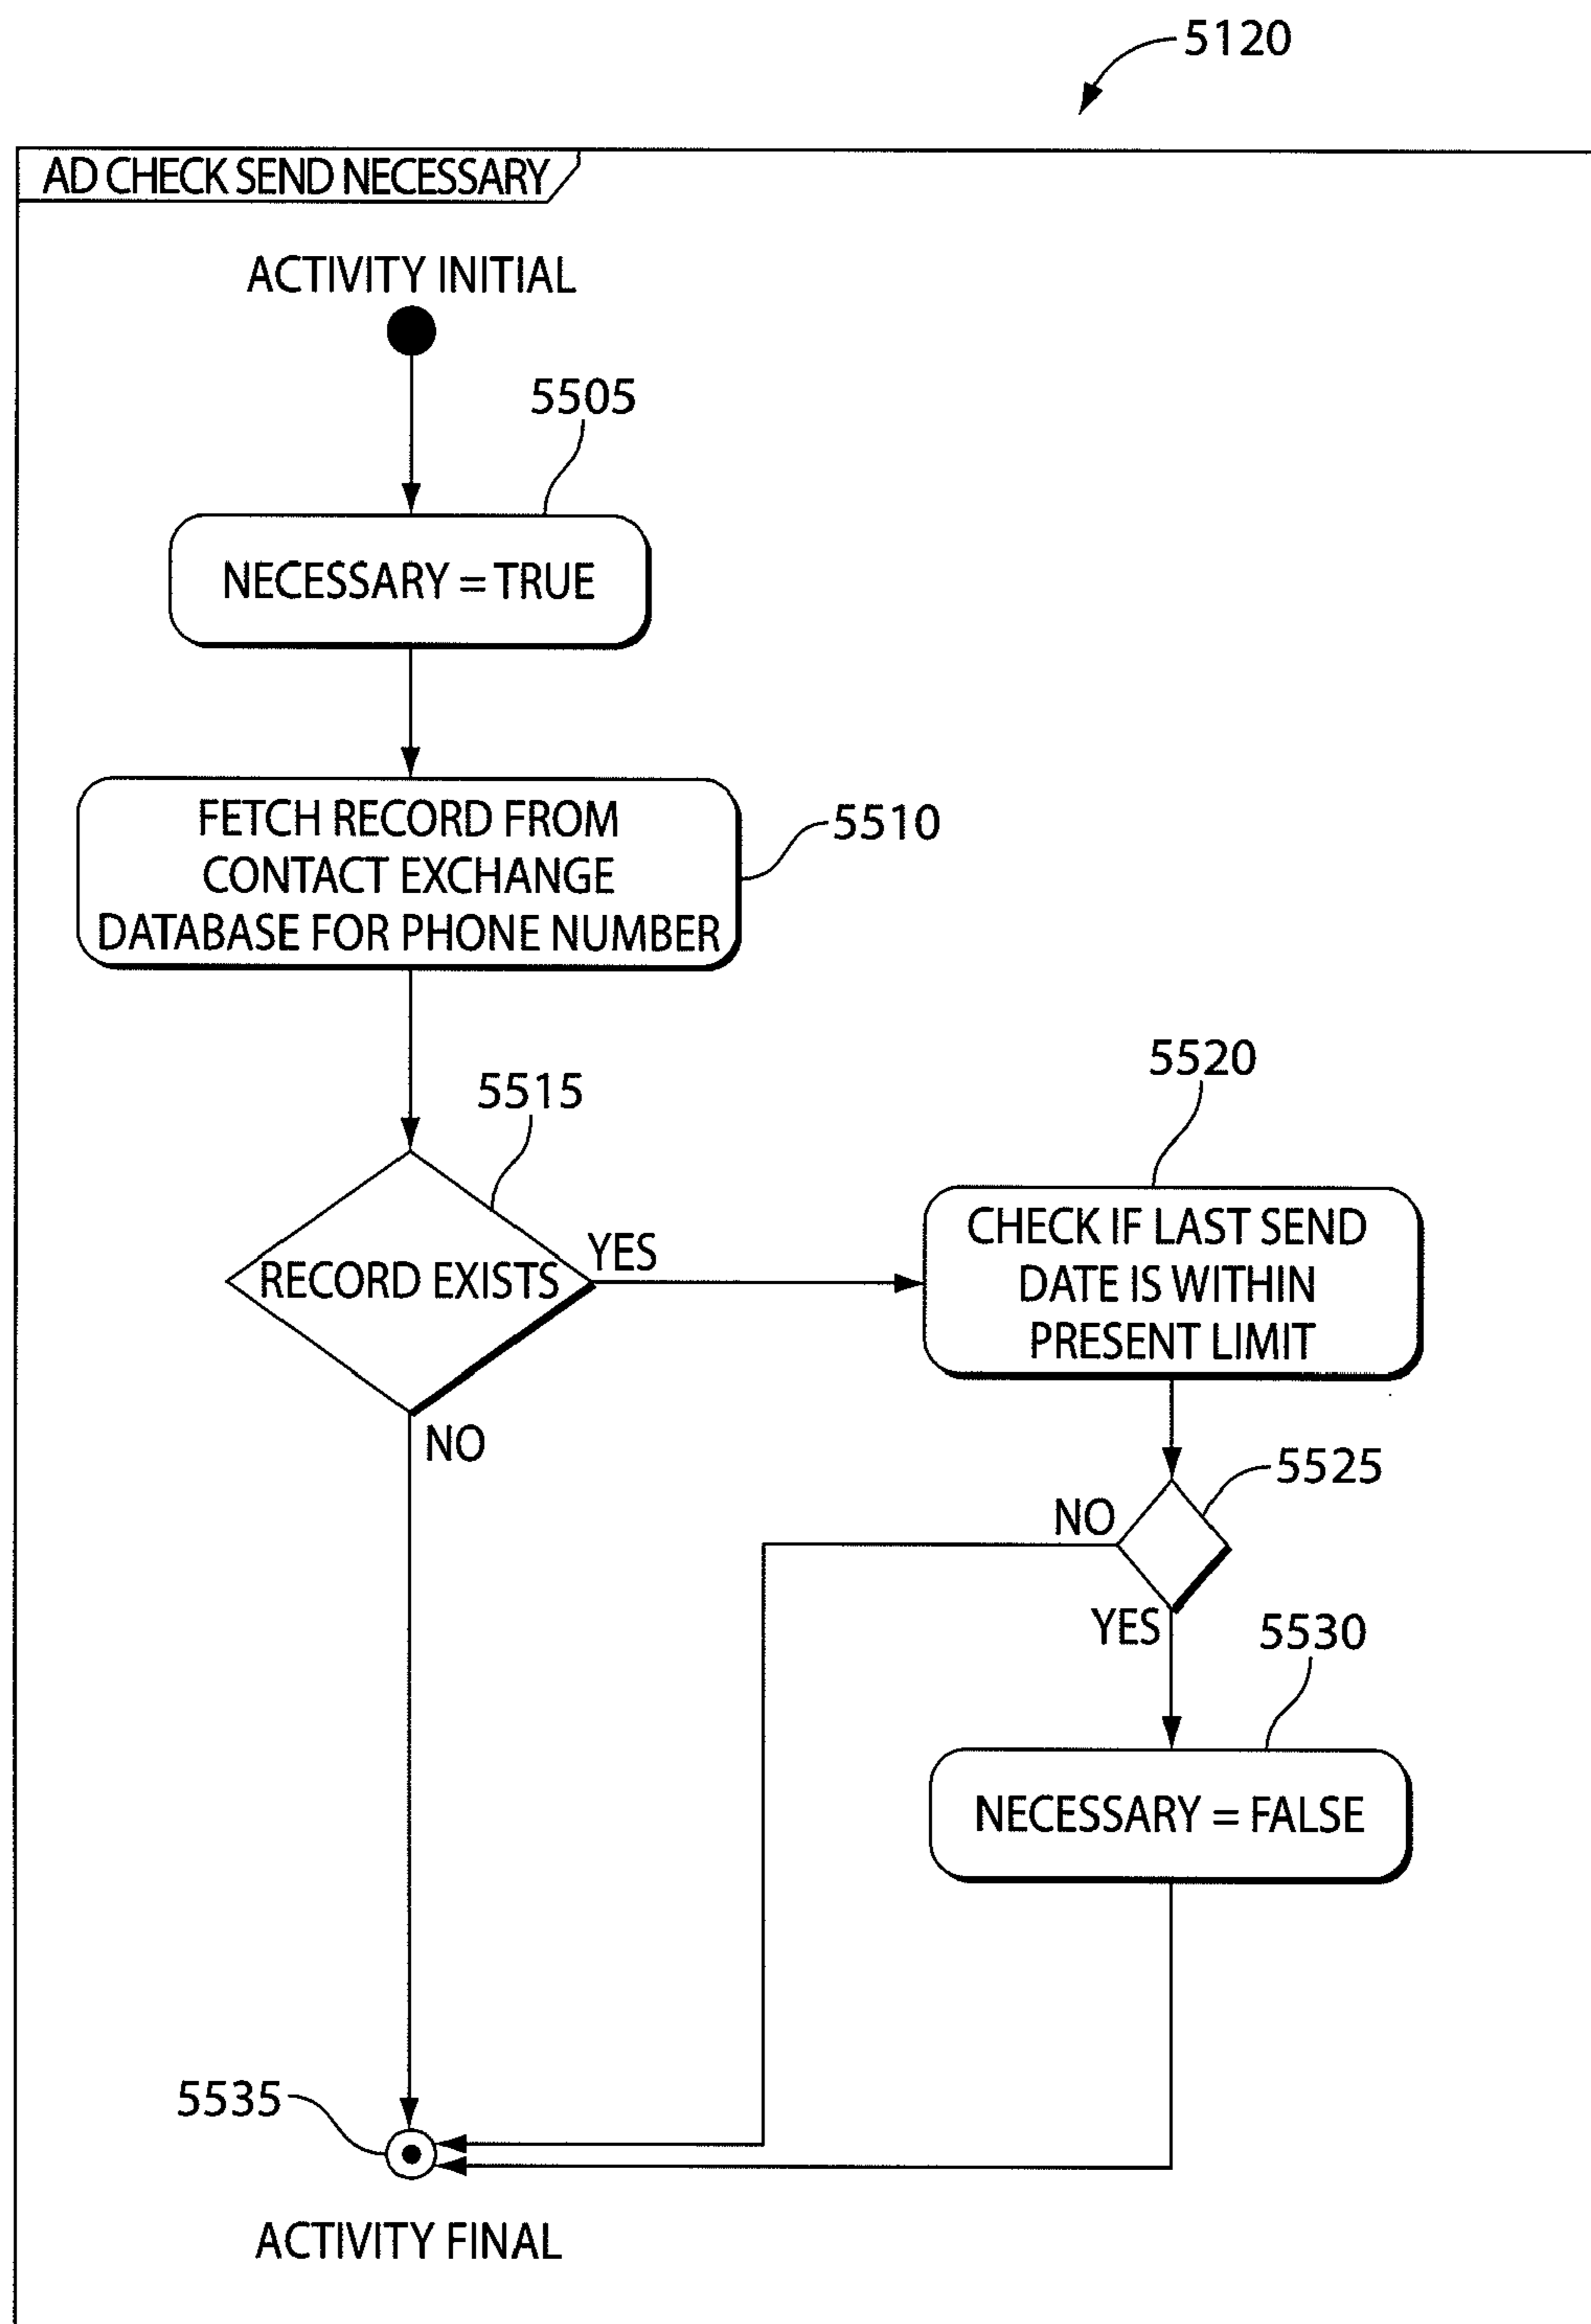 5120
AD CHECK SEND NECESSARY
ACTIVITY INITIAL
5505
NECESSARY = TRUE
FETCH RECORD FROM
CONTACT EXCHANGE
DATABASE FOR PHONE NUMBER
5510
5515
RECORD EXISTS
YES
NO
5520
CHECK IF LAST SEND
DATE IS WITHIN
PRESENT LIMIT
5525
NO
YES
5530
NECESSARY = FALSE
5535
ACTIVITY FINAL